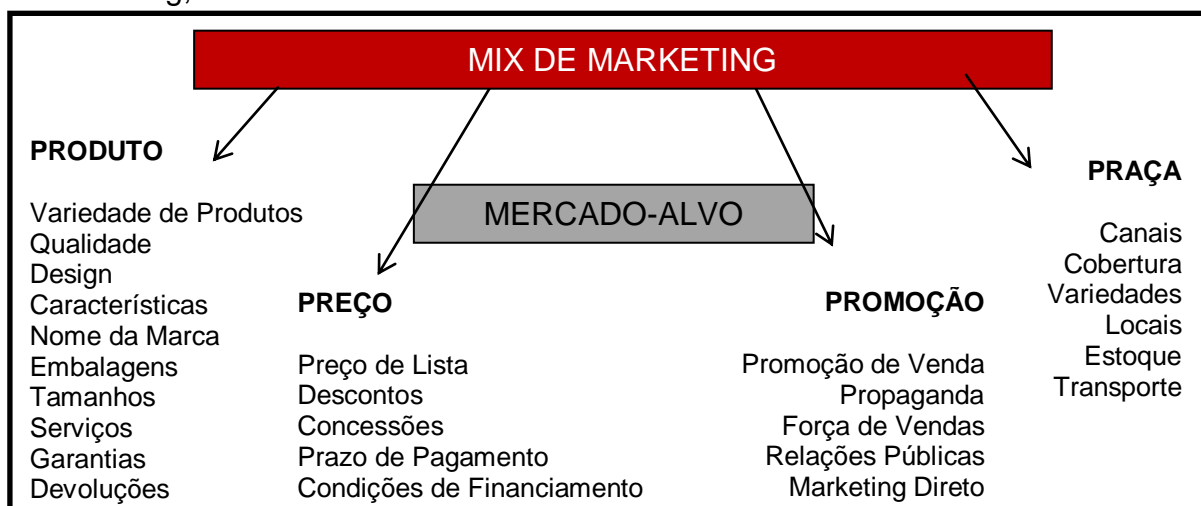 MIX DE MARKETING
PRODUTO
Variedade de Produtos
Qualidade
Design
Características
Nome da Marca
Embalagens
Tamanhos
Serviços
Garantias
Devoluções
MERCADO-ALVO
PREÇO
Preço de Lista
Descontos
Concessões
Prazo de Pagamento
Condições de Financiamento
PROMOÇÃO
Promoção de Venda
Propaganda
Força de Vendas
Relações Públicas
Marketing Direto
PRAÇA
Canais
Cobertura
Variedades
Locais
Estoque
Transporte